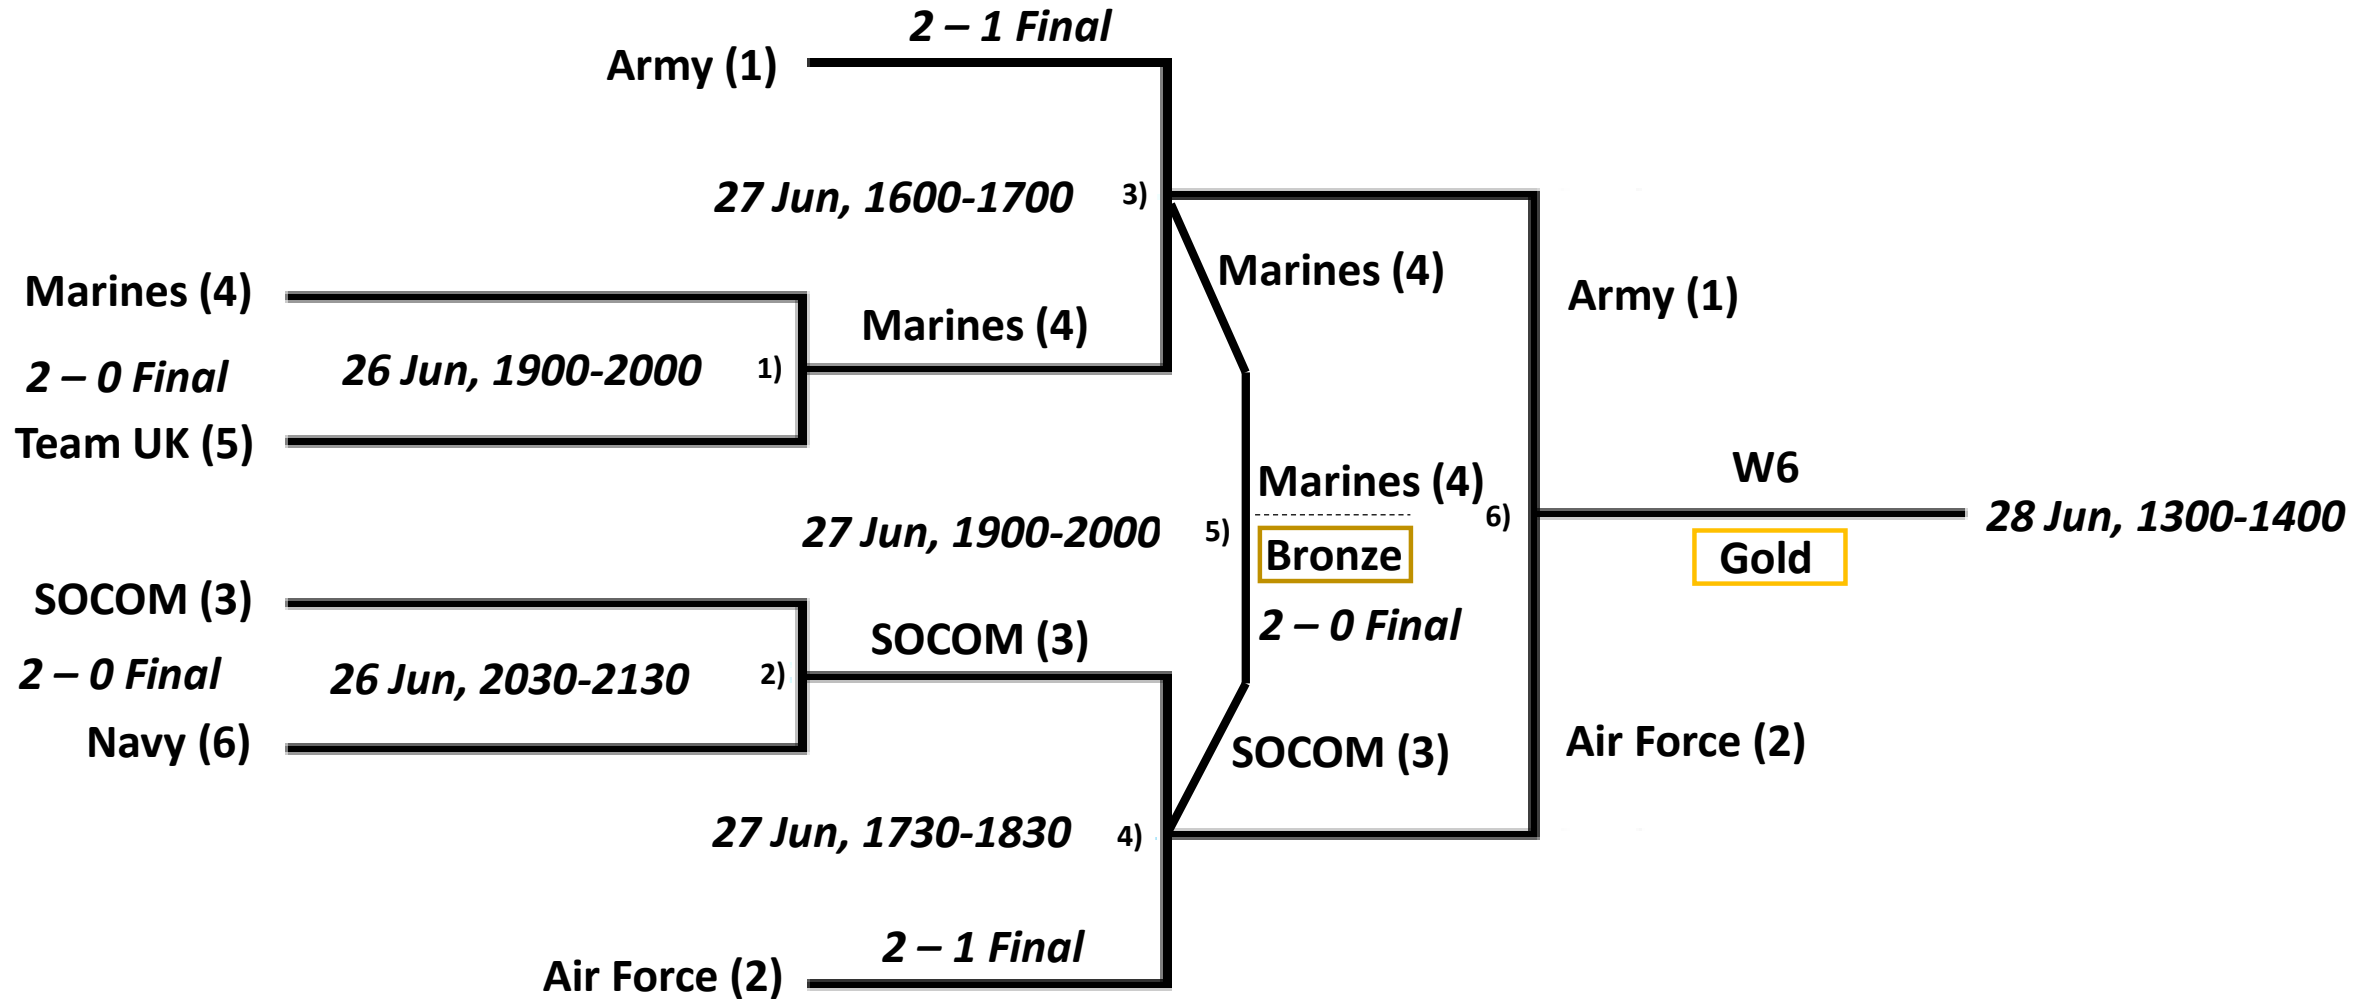 2 – 1 Final
Army (1)
27 Jun, 1600-1700
3)
Marines (4)
Marines (4)
Army (1)
Marines (4)
2 – 0 Final
26 Jun, 1900-2000
1)
Team UK (5)
W6
Marines (4)
6)
28 Jun, 1300-1400
27 Jun, 1900-2000
5)
Bronze
Gold
SOCOM (3)
2 – 0 Final
SOCOM (3)
2 – 0 Final
26 Jun, 2030-2130
2)
Navy (6)
SOCOM (3)
Air Force (2)
27 Jun, 1730-1830
4)
2 – 1 Final
Air Force (2)